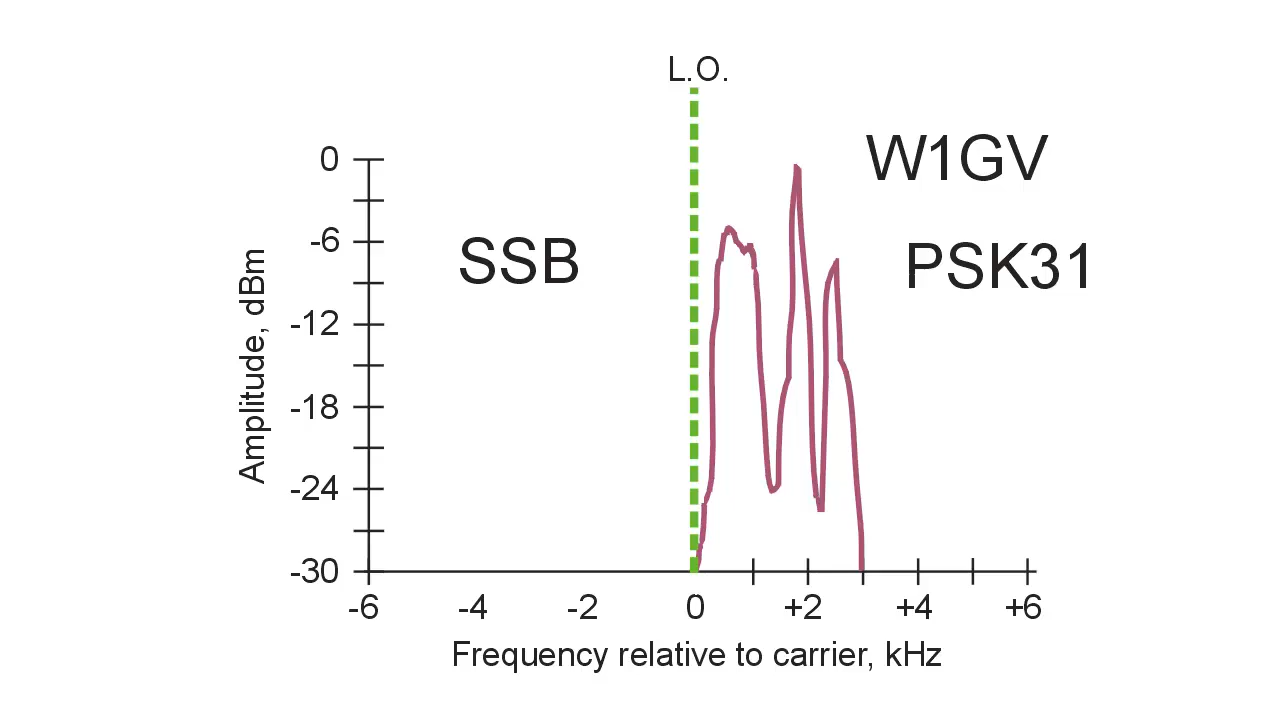 L.O.
W1GV
SSB
PSK31
Amplitude, dBm
0
-6
-12
-18
-24
-30
-6 -4 -2 0 +2 +4 +6
Frequency relative to carrier, kHz